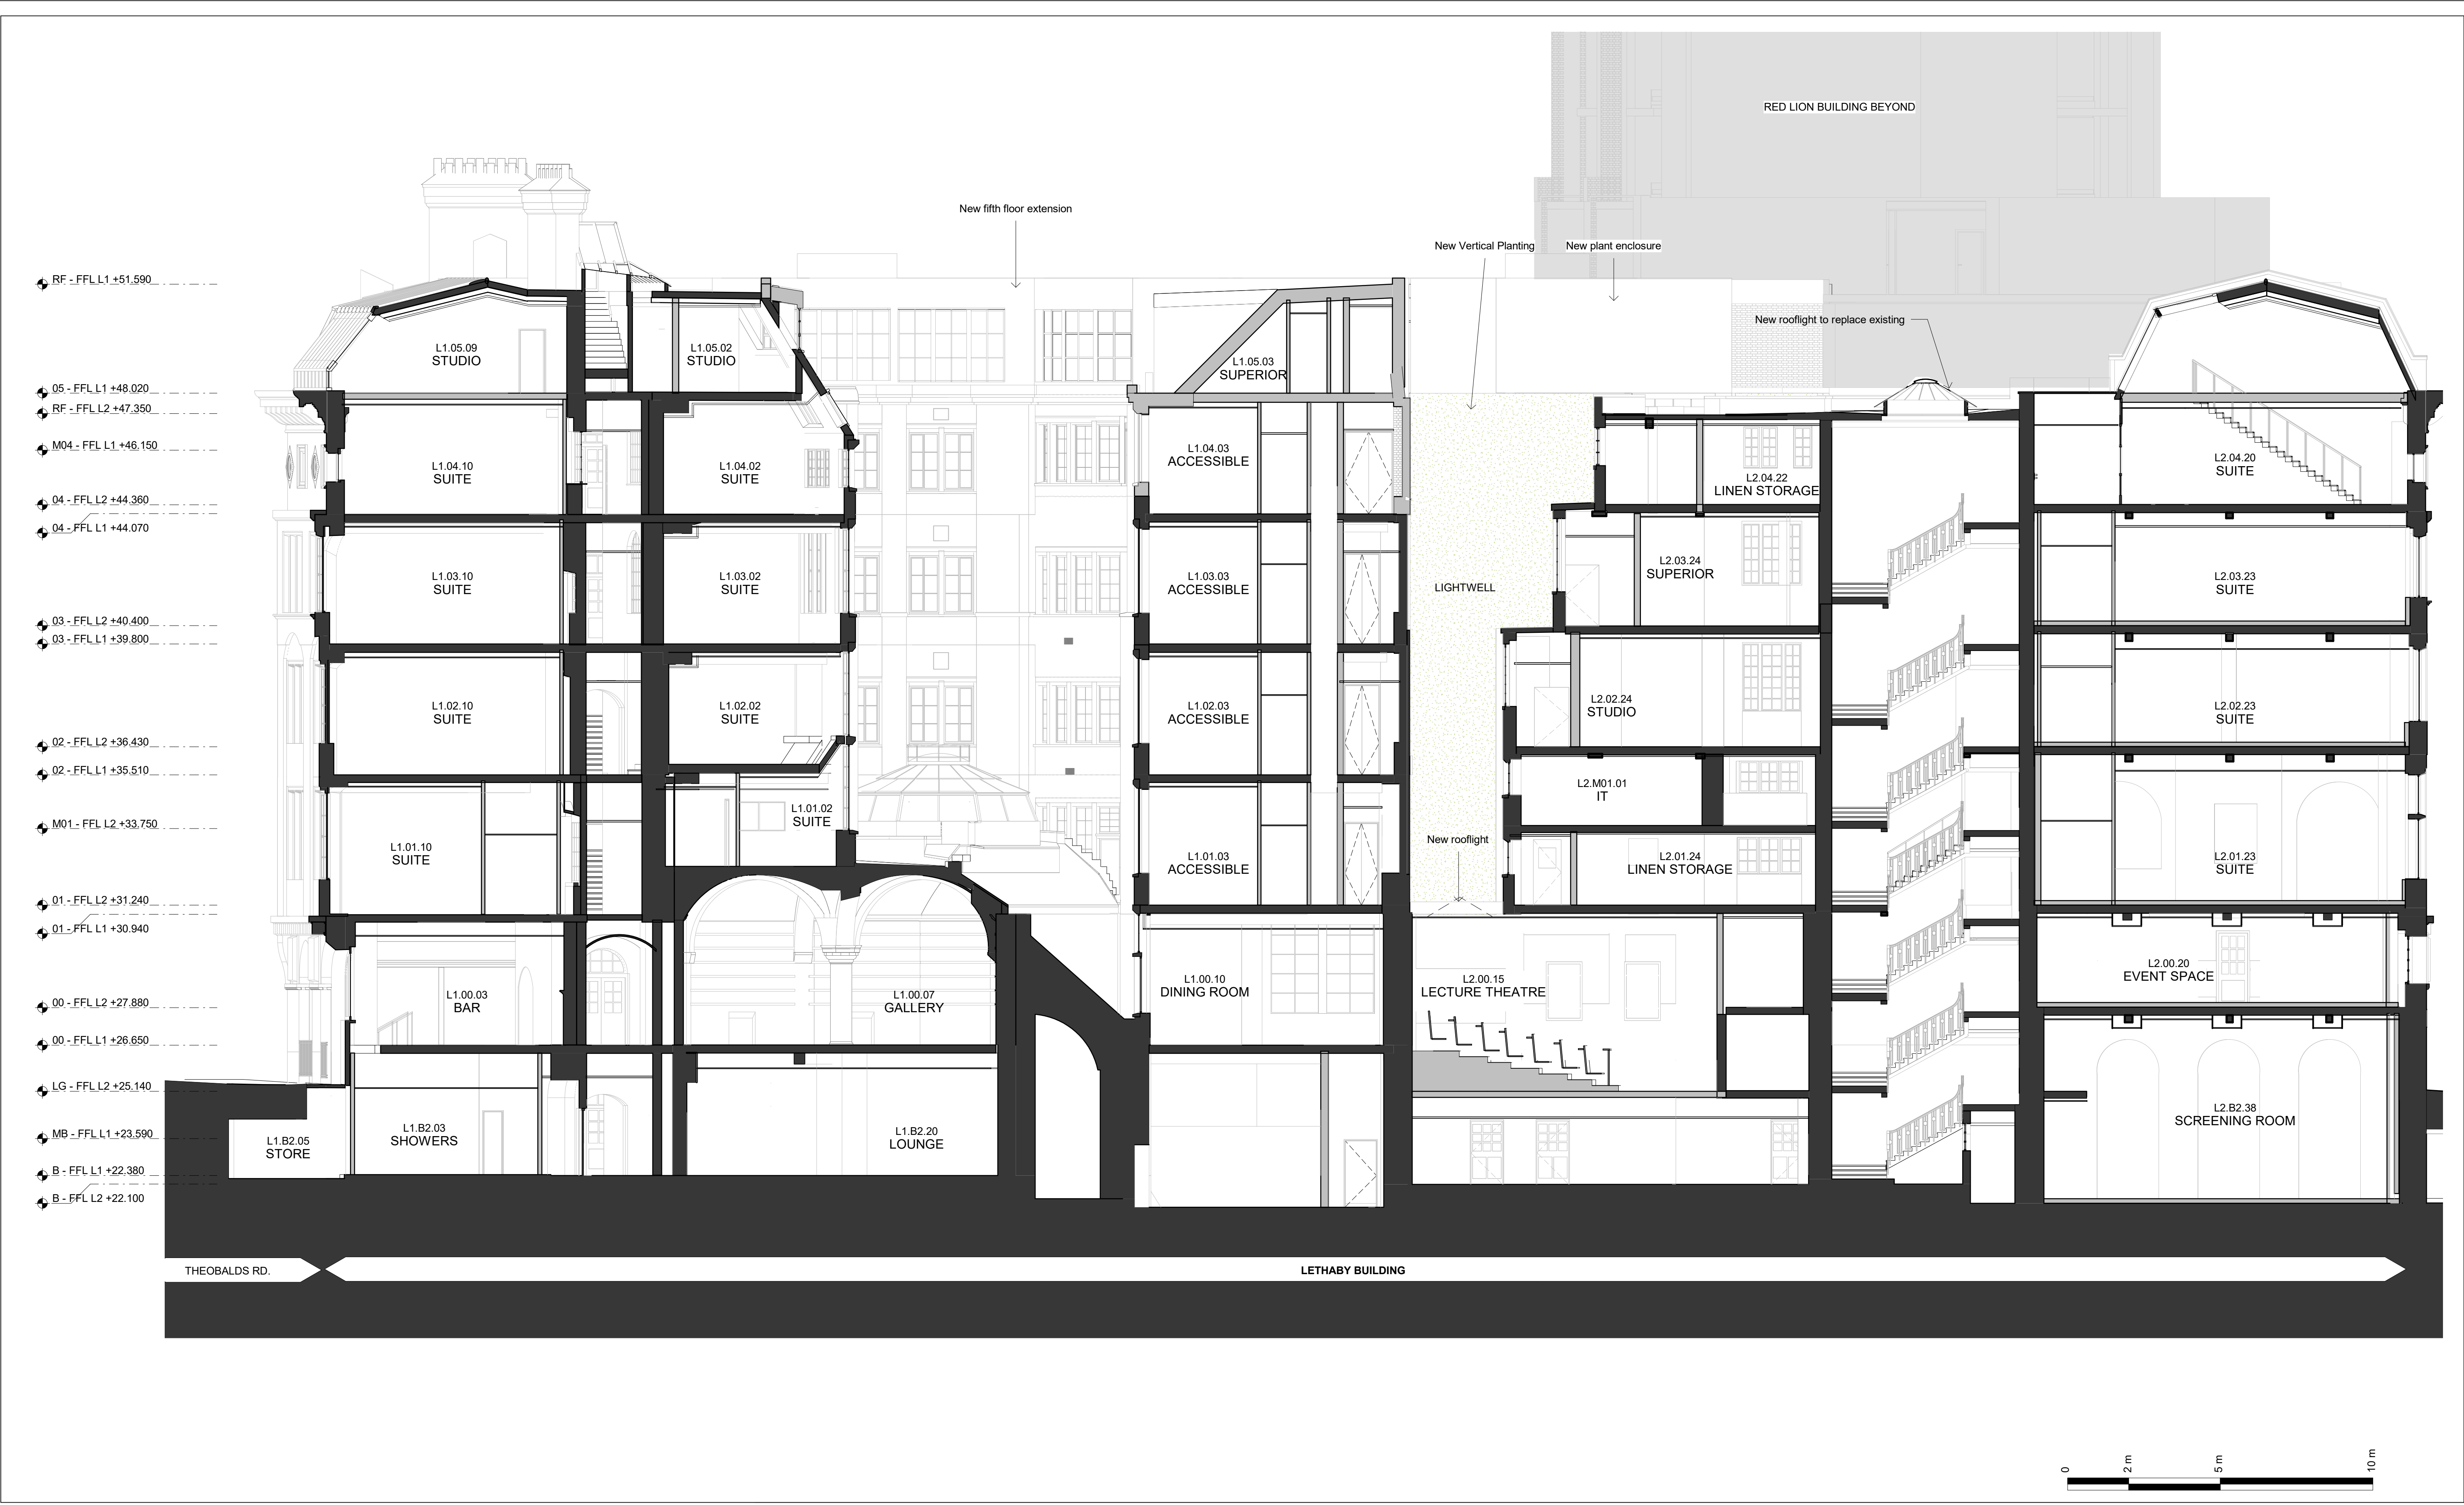 RED LION BUILDING BEYOND
New fifth floor extension
New Vertical Planting
New plant enclosure
New rooflight to replace existing
RF - FFL L1 +51.590
05 - FFL L1 +48.020
RF - FFL L2 +47.350
M04 - FFL L1 +46.150
04 - FFL L2 +44.360
04 - FFL L1 +44.070
03 - FFL L2 +40.400
03 - FFL L1 +39.800
02 - FFL L2 +36.430
02 - FFL L1 +35.510
M01 - FFL L2 +33.750
01 - FFL L2 +31.240
01 - FFL L1 +30.940
00 - FFL L2 +27.880
00 - FFL L1 +26.650
LG - FFL L2 +25.140
MB - FFL L1 +23.590
B - FFL L1 +22.380
B - FFL L2 +22.100
L1.05.09
STUDIO
L1.05.02
STUDIO
L1.05.03
SUPERIOR
L1.04.10
SUITE
L1.04.02
SUITE
L1.04.03
ACCESSIBLE
L2.04.22
LINEN STORAGE
L2.04.20
SUITE
L1.03.10
SUITE
L1.03.02
SUITE
L1.03.03
ACCESSIBLE
LIGHTWELL
L2.03.24
SUPERIOR
L2.03.23
SUITE
L1.02.10
SUITE
L1.02.02
SUITE
L1.02.03
ACCESSIBLE
L2.02.24
STUDIO
L2.02.23
SUITE
L2.M01.01
IT
L1.01.10
SUITE
L1.01.02
SUITE
L1.01.03
ACCESSIBLE
New rooflight
L2.01.24
LINEN STORAGE
L2.01.23
SUITE
L1.00.03
BAR
L1.00.07
GALLERY
L1.00.10
DINING ROOM
L2.00.15
LECTURE THEATRE
L2.00.20
EVENT SPACE
L1.B2.05
STORE
L1.B2.03
SHOWERS
L1.B2.20
LOUNGE
L2.B2.38
SCREENING ROOM
THEOBALDS RD.
LETHABY BUILDING
0
2 m
5 m
10 m